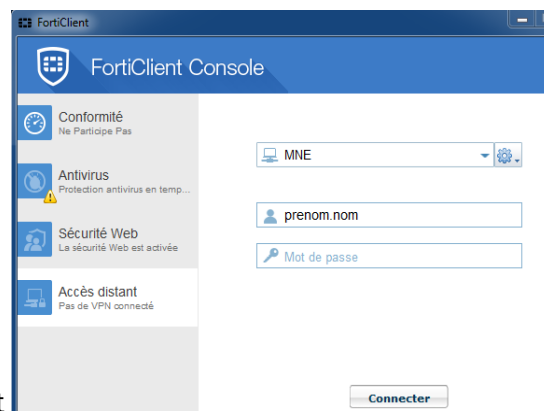 FortiClient
FortiClient Console
Conformité
Ne Participe Pas
Antivirus
Protection antivirus en temp...
Sécurité Web
La sécurité Web est activée
Accès distant
Pas de VPN connecté
MNE
prenom.nom
Mot de passe
Connecter
t